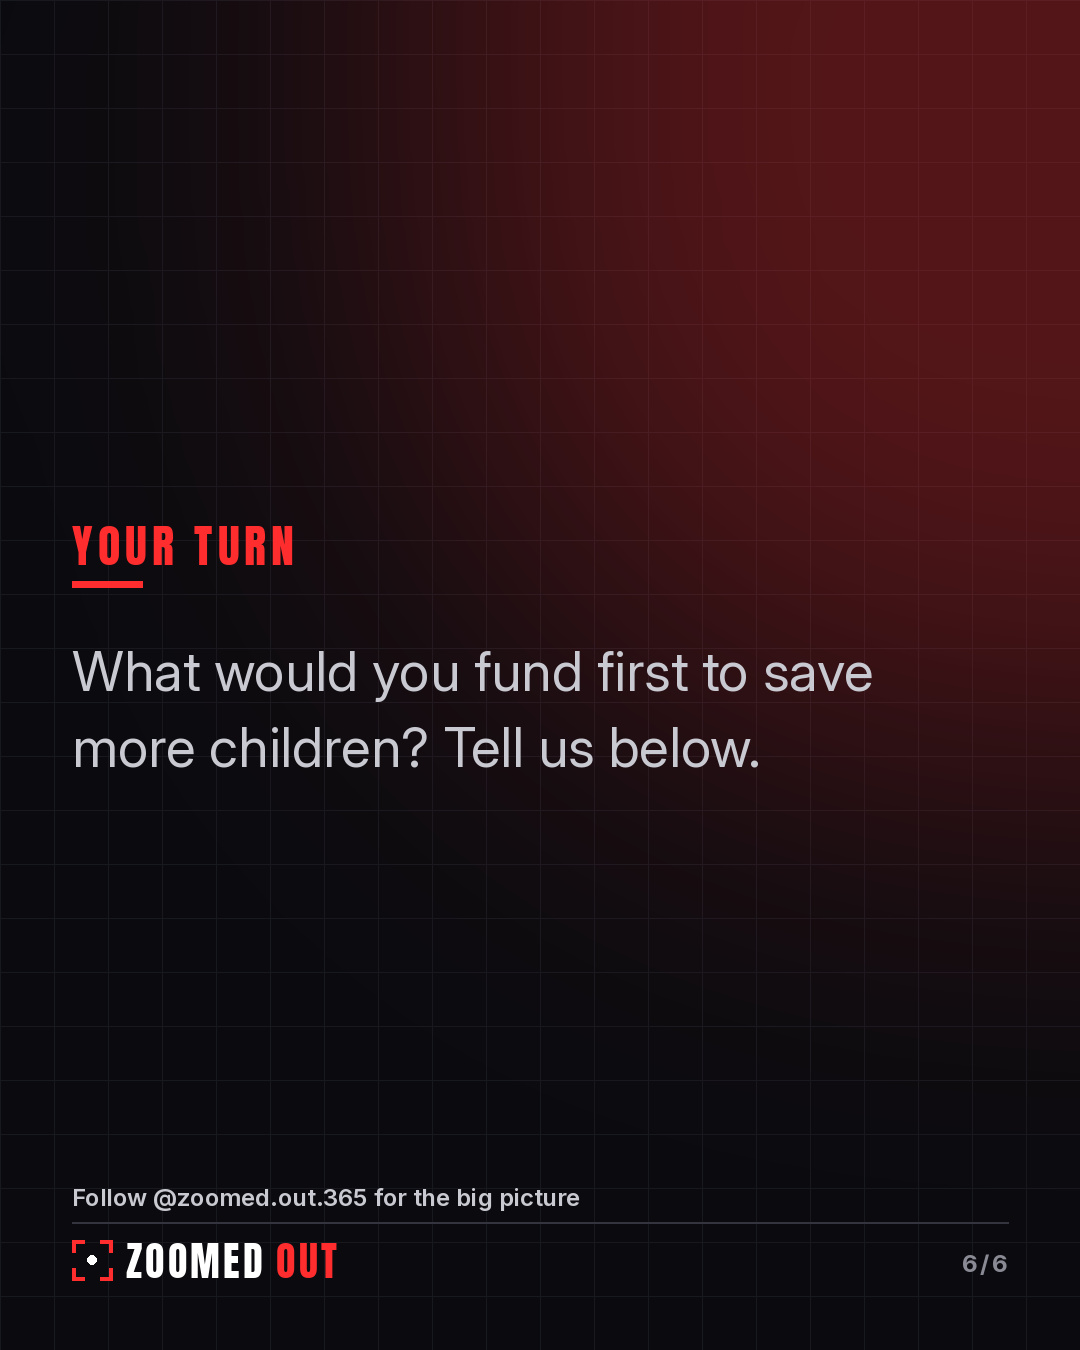 YOUR TURN
What would you fund first to save
more children? Tell us below.
Follow @zoomed.out.365 for the big picture
ZOOMED OUT
6/6